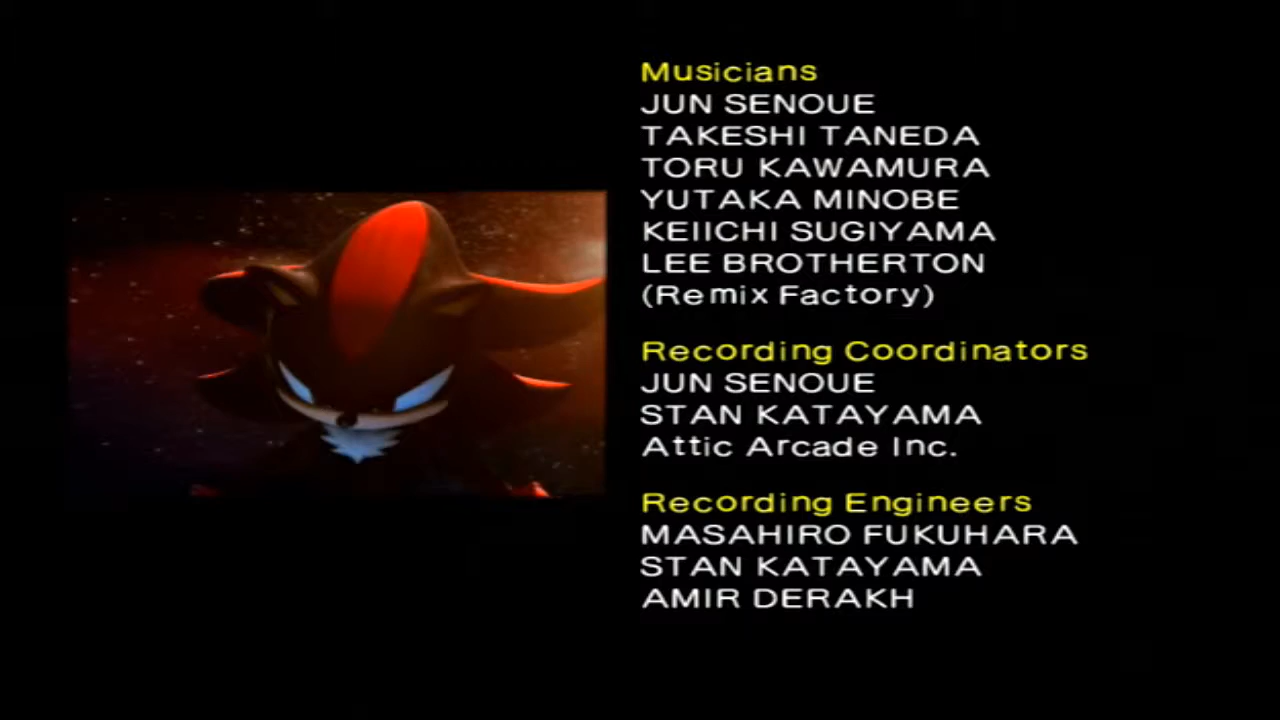 Musicians
JUN SENOUE
TAKESHI TANEDA
TORU KAWAMURA
YUTAKA MINOBE
KEIICHI SUGIYAMA
LEE BROTHERTON
(Remix Factory)
Recording Coordinators
JUN SENOUE
STAN KATAYAMA
Attic Arcade Inc.
Recording Engineers
MASAHIRO FUKUHARA
STAN KATAYAMA
AMIR DERAKH